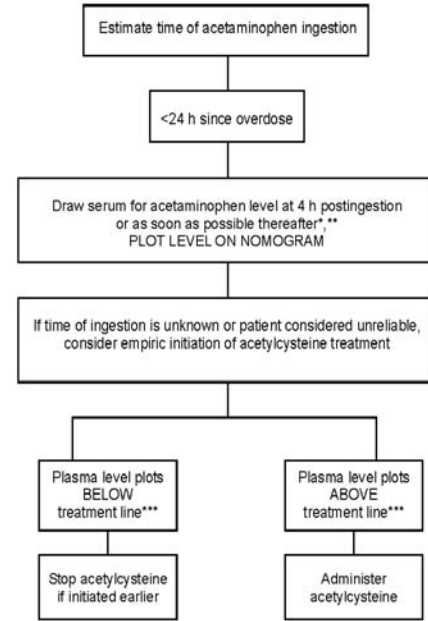 Estimate time of acetaminophen ingestion
<24 h since overdose
Draw serum for acetaminophen level at 4 h postingestion
or as soon as possible thereafter*,**
PLOT LEVEL ON NOMOGRAM
If time of ingestion is unknown or patient considered unreliable,
consider empiric initiation of acetylcysteine treatment
Plasma level plots
BELOW
treatment line***
Plasma level plots
ABOVE
treatment line***
Stop acetylcysteine
if initiated earlier
Administer
acetylcysteine